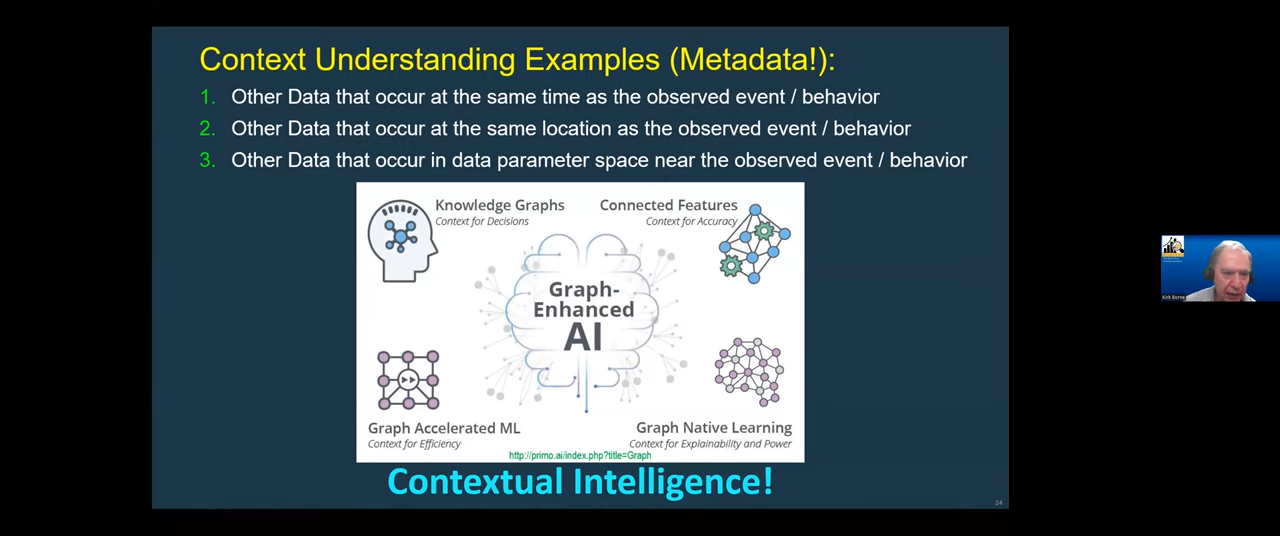 Context Understanding Examples (Metadata!):
1. Other Data that occur at the same time as the observed event / behavior
2. Other Data that occur at the same location as the observed event / behavior
3. Other Data that occur in data parameter space near the observed event / behavior
Knowledge Graphs
Context for Decisions
Connected Features
Context for Accuracy
Graph-
Enhanced
AI
Graph Accelerated ML
Context for Efficiency
Graph Native Learning
Context for Explainability and Power
http://primo.ai/index.php?title=Graph
Contextual Intelligence!
24
Kirk Borne